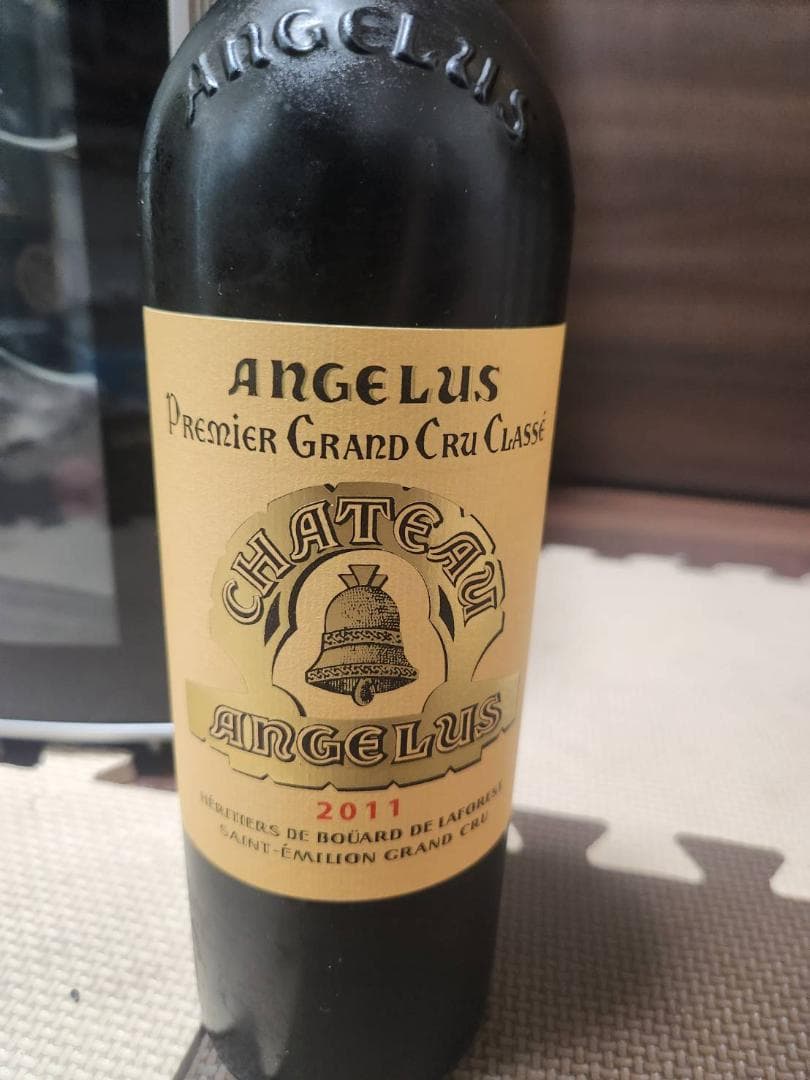 ANGELUS
ANGELUS
PREMIER GRAND CRU CLASSÉ
CHATEAU
ANGELUS
2011
HÉRITIERS DE BOÜARD DE LAFOREST
SAINT-ÉMILION GRAND CRU